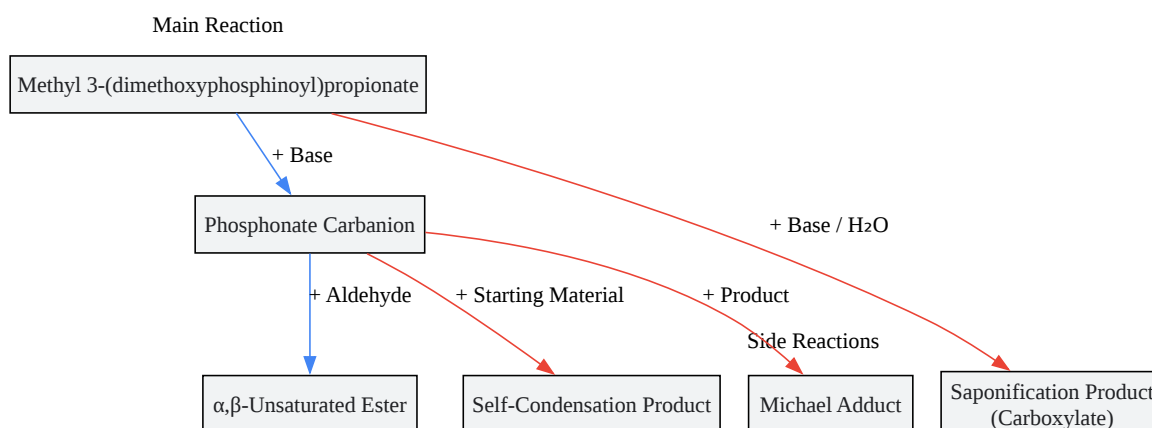 Main Reaction
Methyl 3-(dimethoxyphosphinoyl)propionate
+ Base
Phosphonate Carbanion
+ Base / H₂O
+ Aldehyde
+ Starting Material
+ Product
Side Reactions
α,β-Unsaturated Ester
Self-Condensation Product
Michael Adduct
Saponification Product
(Carboxylate)